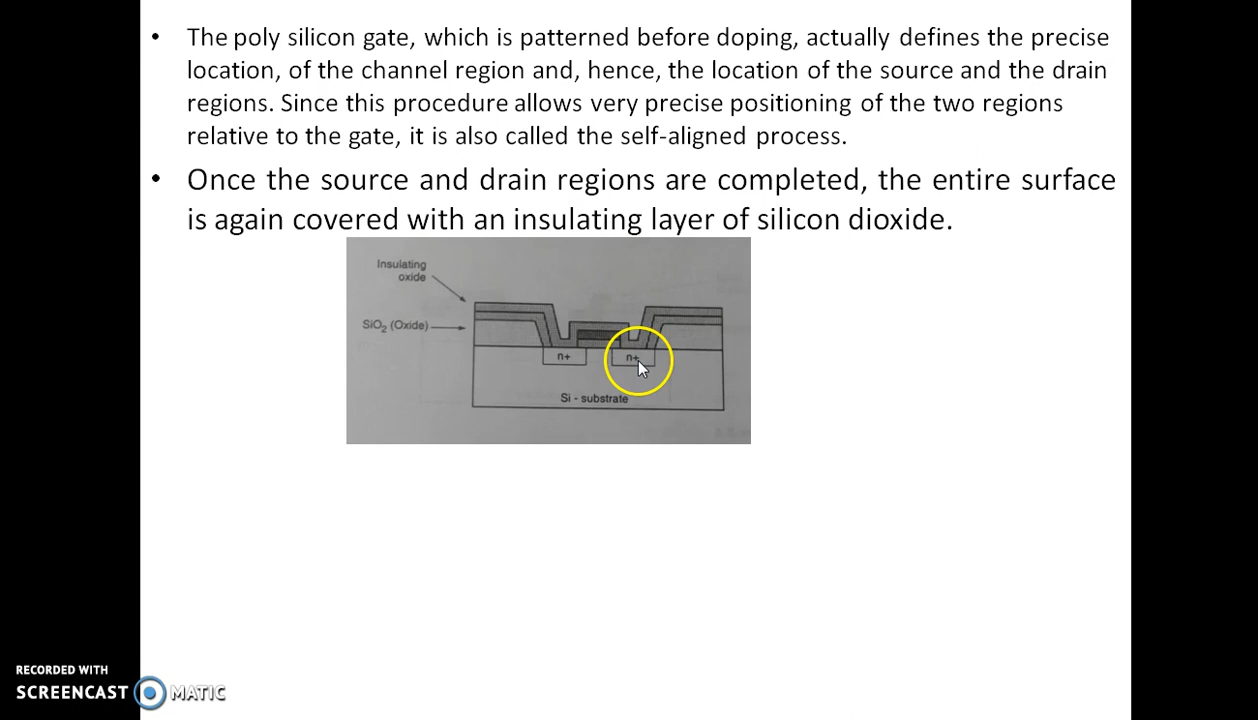 • The poly silicon gate, which is patterned before doping, actually defines the precise
location, of the channel region and, hence, the location of the source and the drain
regions. Since this procedure allows very precise positioning of the two regions
relative to the gate, it is also called the self-aligned process.
• Once the source and drain regions are completed, the entire surface
is again covered with an insulating layer of silicon dioxide.
Insulating
oxide
SiO₂ (Oxide)
n+ n+
Si - substrate
RECORDED WITH
SCREENCAST MATIC